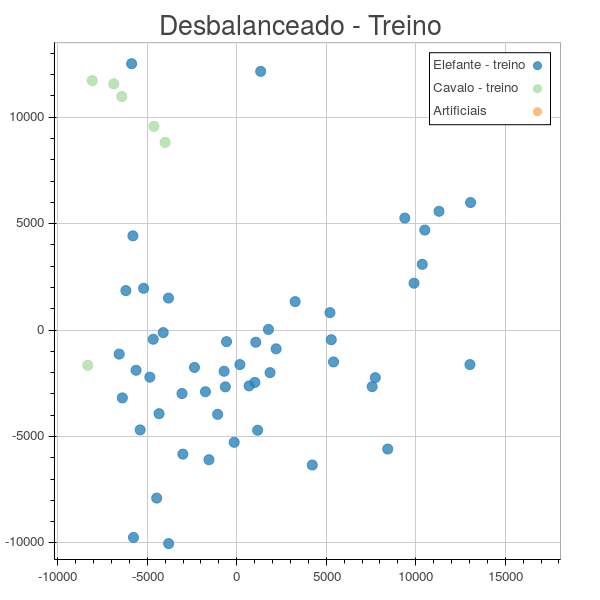 Desbalanceado - Treino
Elefante - treino
Cavalo - treino
Artificiais
10000
5000
0
-5000
-10000
-10000 -5000 0 5000 10000 15000